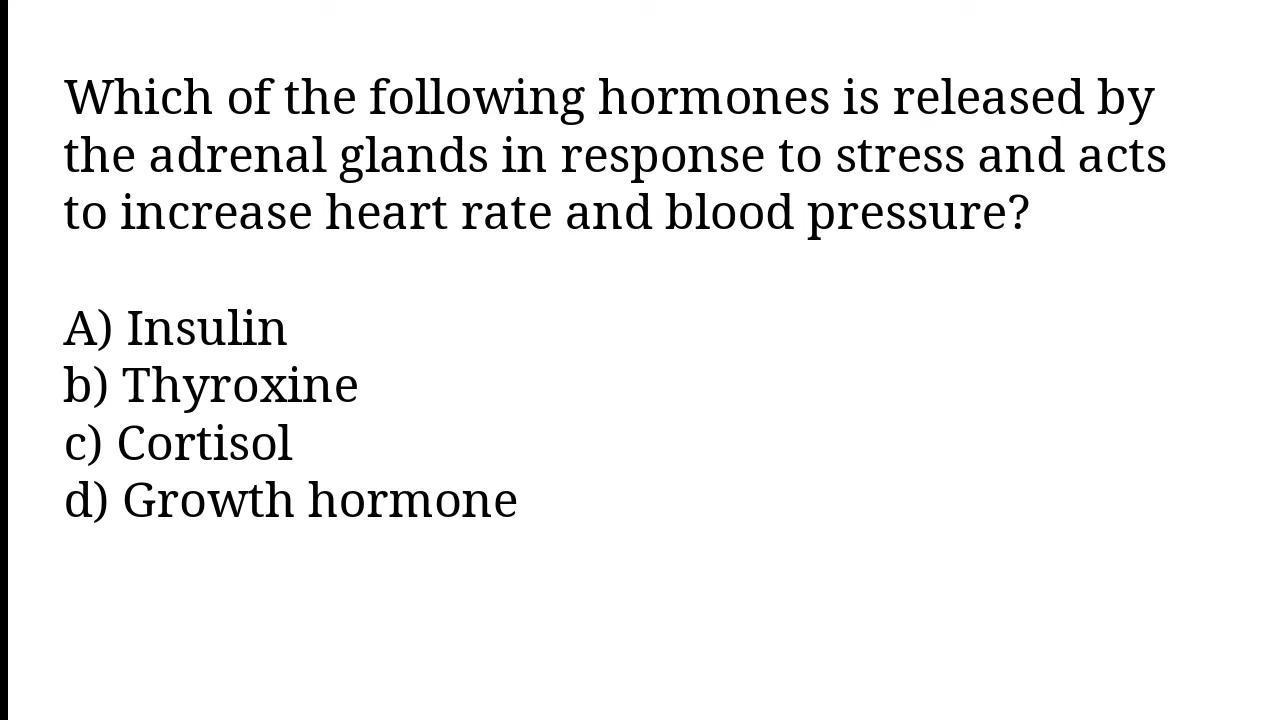 Which of the following hormones is released by
the adrenal glands in response to stress and acts
to increase heart rate and blood pressure?
A) Insulin
b) Thyroxine
c) Cortisol
d) Growth hormone